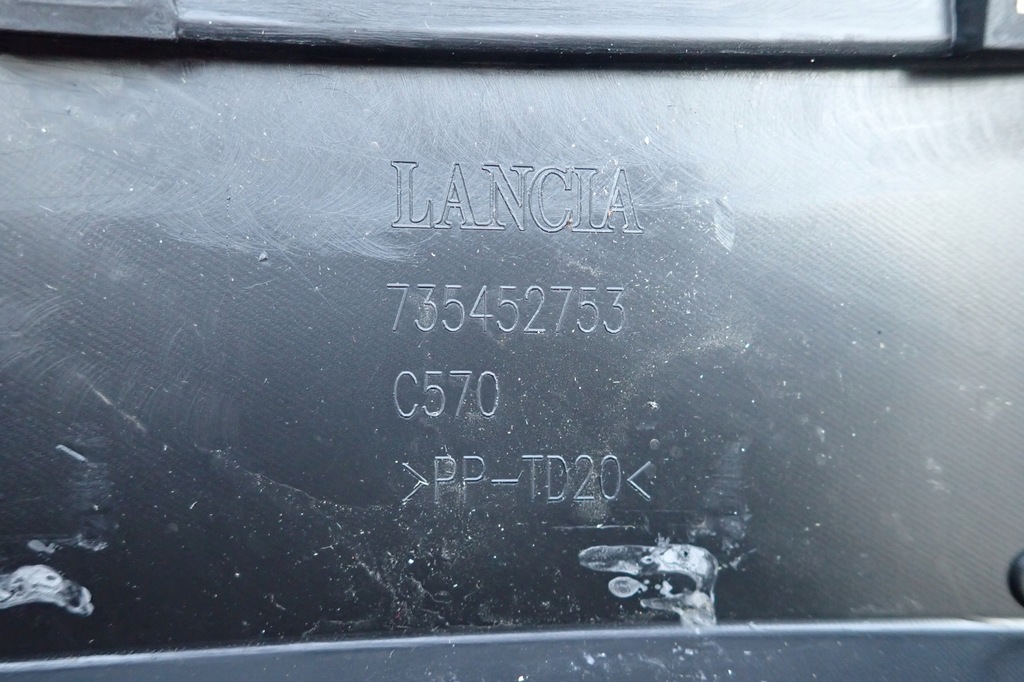 LANCIA
735452753
C570
>PP-TD20<